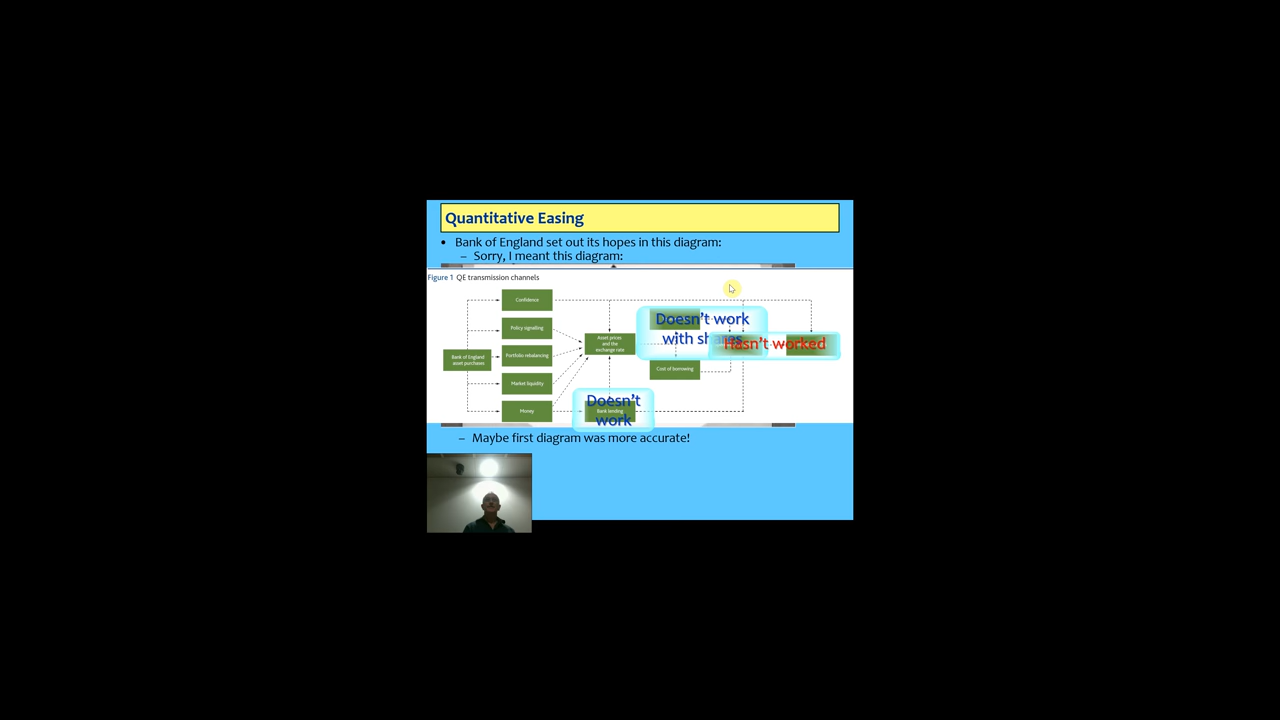 Quantitative Easing
• Bank of England set out its hopes in this diagram:
– Sorry, I meant this diagram:
Figure 1 QE transmission channels
Confidence
Policy signalling
Doesn't work
with shares
Bank of England
asset purchases
Portfolio rebalancing
Asset prices
and the
exchange rate
Hasn't worked
Cost of borrowing
Market liquidity
Money
Doesn't
work
Bank lending
– Maybe first diagram was more accurate!